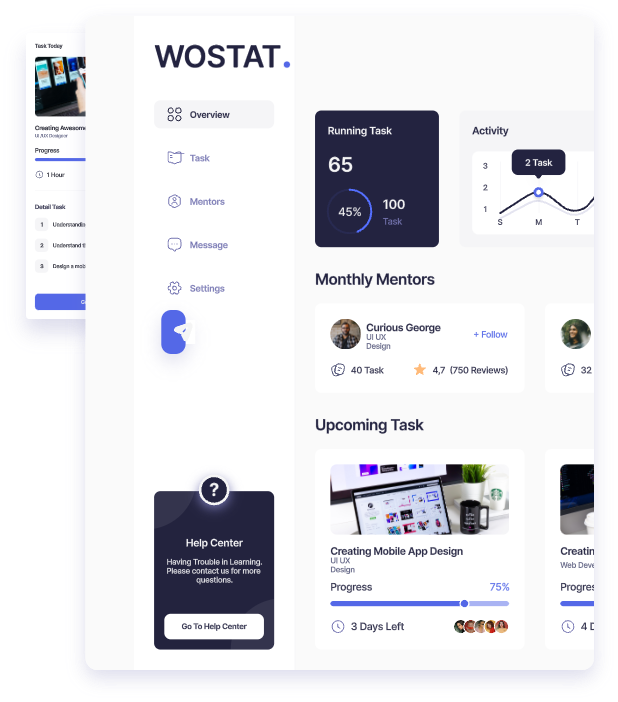 Task Today
Creating Awesome
UI /UX Designer
Progress
1 Hour
Detail Task
1 Understandin
2 Understand th
3 Design a mob
WOSTAT.
Overview
Task
Mentors
Message
Settings
?
Help Center
Having Trouble in Learning.
Please contact us for more
questions.
Go To Help Center
Running Task
65
45%
100
Task
Activity
2 Task
3
2
1
S M T
Monthly Mentors
Curious George
UI UX
Design
+ Follow
40 Task
4,7 (750 Reviews)
32
Upcoming Task
Creating Mobile App Design
UI UX
Design
Progress 75%
3 Days Left
Creatin
Web Deve
Progres
4 D